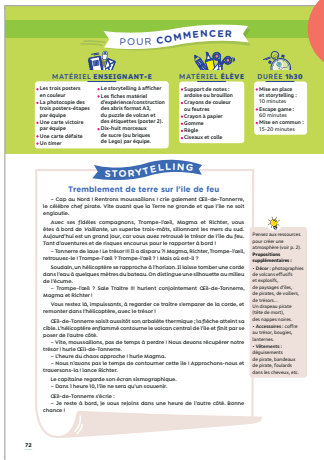 POUR COMMENCER
MATÉRIEL ENSEIGNANT-E
• Les trois posters
en couleur
• La photocopie des
trois posters-étapes
par équipe
• Une carte victoire
par équipe
• Une carte défaite
• Un timer
• Le storytelling à afficher
• Les fiches matériel
d'expérience/construction
des abris format A3,
du puzzle de volcan et
des étiquettes (poster 2).
• Dix-huit morceaux
de sucre (ou briques
de Lego) par équipe.
MATÉRIEL ÉLÈVE
• Support de notes :
ardoise ou brouillon
• Crayons de couleur
ou feutres
• Crayon à papier
• Gomme
• Règle
• Ciseaux et colle
DURÉE 1H30
• Mise en place
et storytelling :
10 minutes
• Escape game :
60 minutes
• Mise en commun :
15-20 minutes
STORYTELLING
Tremblement de terre sur l'île de feu
– Cap au Nord ! Rentrons moussaillons ! crie gaiement Œil-de-Tonnerre,
le célèbre chef pirate. Vite avant que la Terre ne gronde et que l'île ne soit
engloutie.
Avec ses fidèles compagnons, Trompe-l'œil, Magma et Richter, vous
êtes à bord de Vaillante, un superbe trois-mâts, sillonnant les mers du sud.
Aujourd'hui est un grand jour, car vous avez retrouvé le trésor de l'île du feu.
Tant d'aventures et de risques encourus pour le rapporter à bord !
– Tonnerre de lave ! Le trésor !!! Il a disparu ?! Magma, Richter, Trompe-l'œil,
retrouvez-le ! Trompe-l'œil ? Trompe-l'œil ? ! Mais où est-il ?
Soudain, un hélicoptère se rapproche à l'horizon. Il laisse tomber une corde
dans l'eau à quelques mètres du bateau. On distingue une silhouette au milieu
de l'écume.
– Trompe-l'œil ? Sale Traître !!! hurlent conjointement Œil-de-Tonnerre,
Magma et Richter !
Vous restez là, impuissants, à regarder ce traître s'emparer de la corde, et
remonter dans l'hélicoptère, avec le trésor !
Œil-de-Tonnerre saisit aussitôt son arbalète thermique ; la flèche atteint sa
cible. L'hélicoptère enflammé contourne le volcan central de l'île et finit par se
poser de l'autre côté.
– Vite, moussaillons, pas de temps à perdre ! Nous devons récupérer notre
trésor ! hurle Œil-de-Tonnerre.
– L'heure du chaos approche ! hurle Magma.
– Nous n'avons pas le temps de contourner cette île ! Approchons-nous et
traversons-la ! lance Richter.
Le capitaine regarde son écran sismographique.
– Dans 1 heure 10, l'île ne sera qu'un souvenir.
Œil-de-Tonnerre s'écrie :
– Je reste à bord, je vous rejoins dans une heure de l'autre côté. Bonne
chance !
Pensez aux ressources
pour créer une
atmosphère (voir p. 2).
Propositions
supplémentaires :
• Décor : photographies
de volcans effusifs
et explosifs,
de paysages d'îles,
de pirates, de voiliers,
de trésors…
Un drapeau pirate
(tête de mort),
des nappes noires.
• Accessoires : coffre
au trésor, bougies,
lanternes.
• Vêtements :
déguisements
de pirate, bandeaux
de pirate, foulards
dans les cheveux, etc.
72